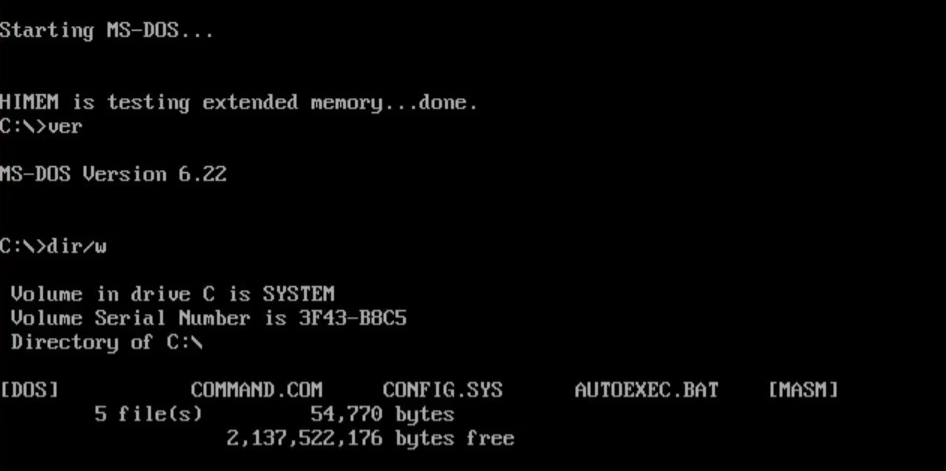 Starting MS-DOS...
HIMEM is testing extended memory...done.
C:\>ver
MS-DOS Version 6.22
C:\>dir/w
Volume in drive C is SYSTEM
Volume Serial Number is 3F43-B8C5
Directory of C:\
[DOS] COMMAND.COM CONFIG.SYS AUTOEXEC.BAT [MASM]
5 file(s) 54,770 bytes
2,137,522,176 bytes free